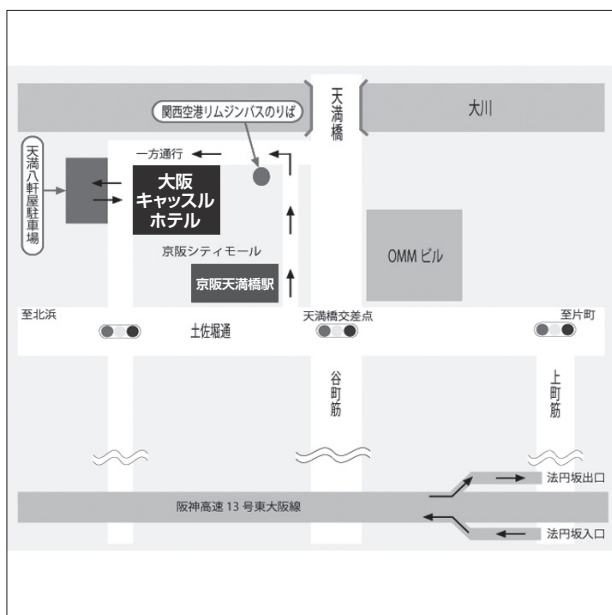 天満橋
大川
関西空港リムジンバスのりば
一方通行
天満八軒屋駐車場
大阪
キャッスル
ホテル
京阪シティモール
OMM ビル
京阪天満橋駅
至北浜
土佐堀通
天満橋交差点
至片町
谷町筋
上町筋
法円坂出口
阪神高速 13 号東大阪線
法円坂入口